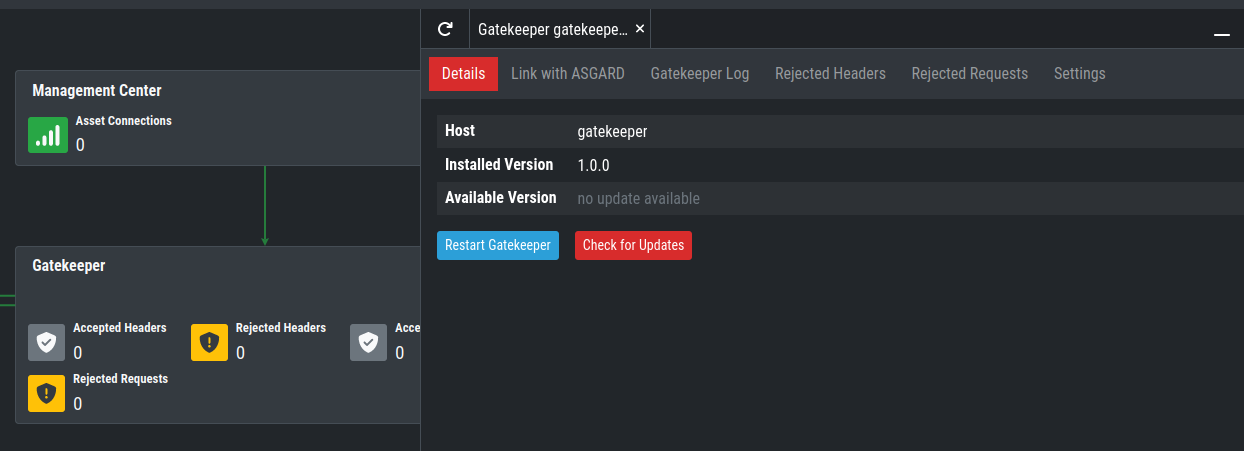 Gatekeeper gatekeepe... ×
Details Link with ASGARD Gatekeeper Log Rejected Headers Rejected Requests Settings
Management Center
Asset Connections
0
Host gatekeeper
Installed Version 1.0.0
Available Version no update available
Restart Gatekeeper Check for Updates
Gatekeeper
Accepted Headers
0
Rejected Headers
0
Acce
0
Rejected Requests
0